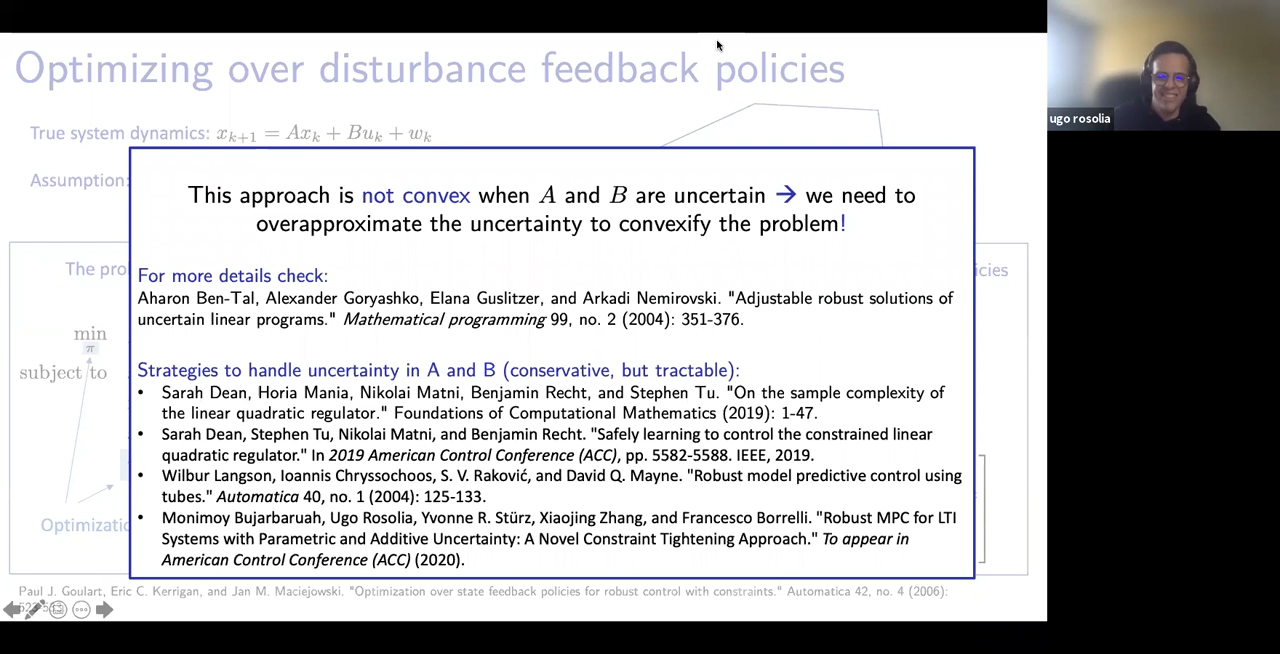 Optimizing over disturbance feedback policies
ugo rosolia
True system dynamics: xₖ₊₁ = Axₖ + Buₖ + wₖ
Assumption:
This approach is not convex when A and B are uncertain → we need to
overapproximate the uncertainty to convexify the problem!
The pro
icies
For more details check:
Aharon Ben-Tal, Alexander Goryashko, Elana Guslitzer, and Arkadi Nemirovski. "Adjustable robust solutions of
uncertain linear programs." Mathematical programming 99, no. 2 (2004): 351-376.
min
π
subject to
Strategies to handle uncertainty in A and B (conservative, but tractable):
• Sarah Dean, Horia Mania, Nikolai Matni, Benjamin Recht, and Stephen Tu. "On the sample complexity of
the linear quadratic regulator." Foundations of Computational Mathematics (2019): 1-47.
• Sarah Dean, Stephen Tu, Nikolai Matni, and Benjamin Recht. "Safely learning to control the constrained linear
quadratic regulator." In 2019 American Control Conference (ACC), pp. 5582-5588. IEEE, 2019.
• Wilbur Langson, Ioannis Chryssochoos, S. V. Raković, and David Q. Mayne. "Robust model predictive control using
tubes." Automatica 40, no. 1 (2004): 125-133.
• Monimoy Bujarbaruah, Ugo Rosolia, Yvonne R. Stürz, Xiaojing Zhang, and Francesco Borrelli. "Robust MPC for LTI
Systems with Parametric and Additive Uncertainty: A Novel Constraint Tightening Approach." To appear in
American Control Conference (ACC) (2020).
Optimizatio
Paul J. Goulart, Eric C. Kerrigan, and Jan M. Maciejowski. "Optimization over state feedback policies for robust control with constraints." Automatica 42, no. 4 (2006):